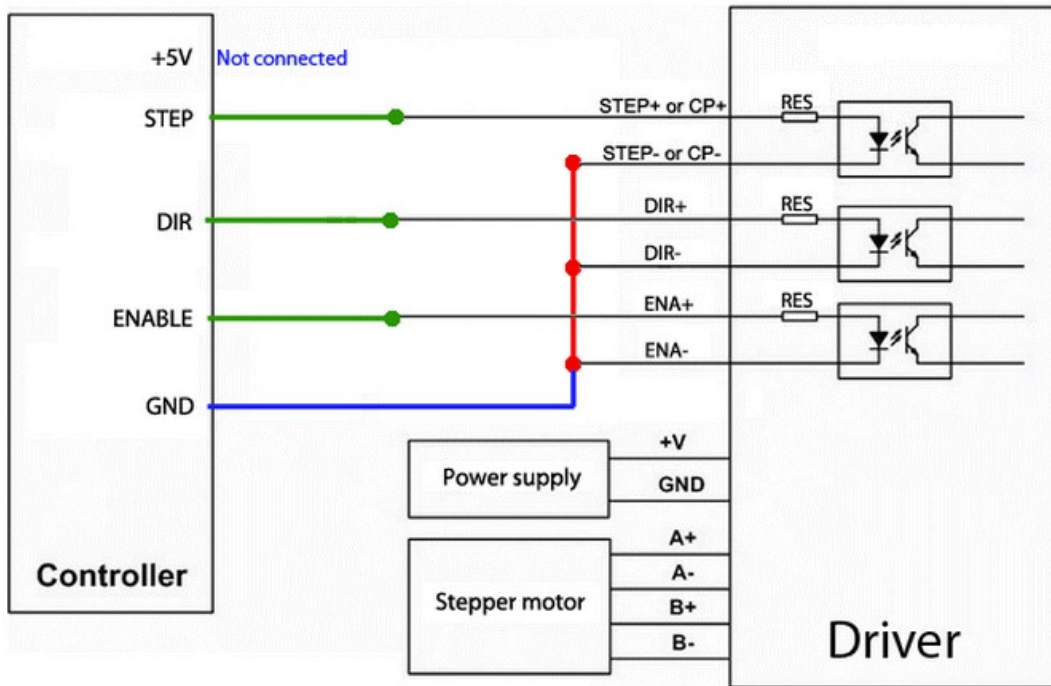 +5V
Not connected
STEP
STEP+ or CP+
RES
STEP- or CP-
DIR
DIR+
RES
DIR-
ENABLE
ENA+
RES
ENA-
GND
Power supply
+V
GND
Controller
Stepper motor
A+
A-
B+
B-
Driver